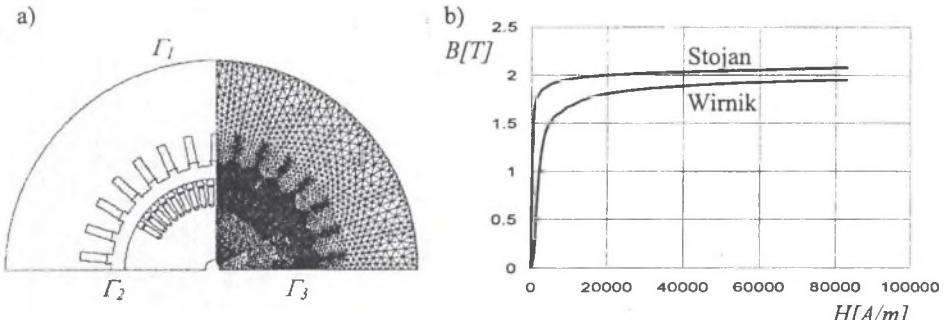 a)
Γ1
Γ2
Γ3
b)
B[T]
2.5
2
1.5
1
0.5
0
Stojan
Wirnik
0 20000 40000 60000 80000 100000
H[A/m]